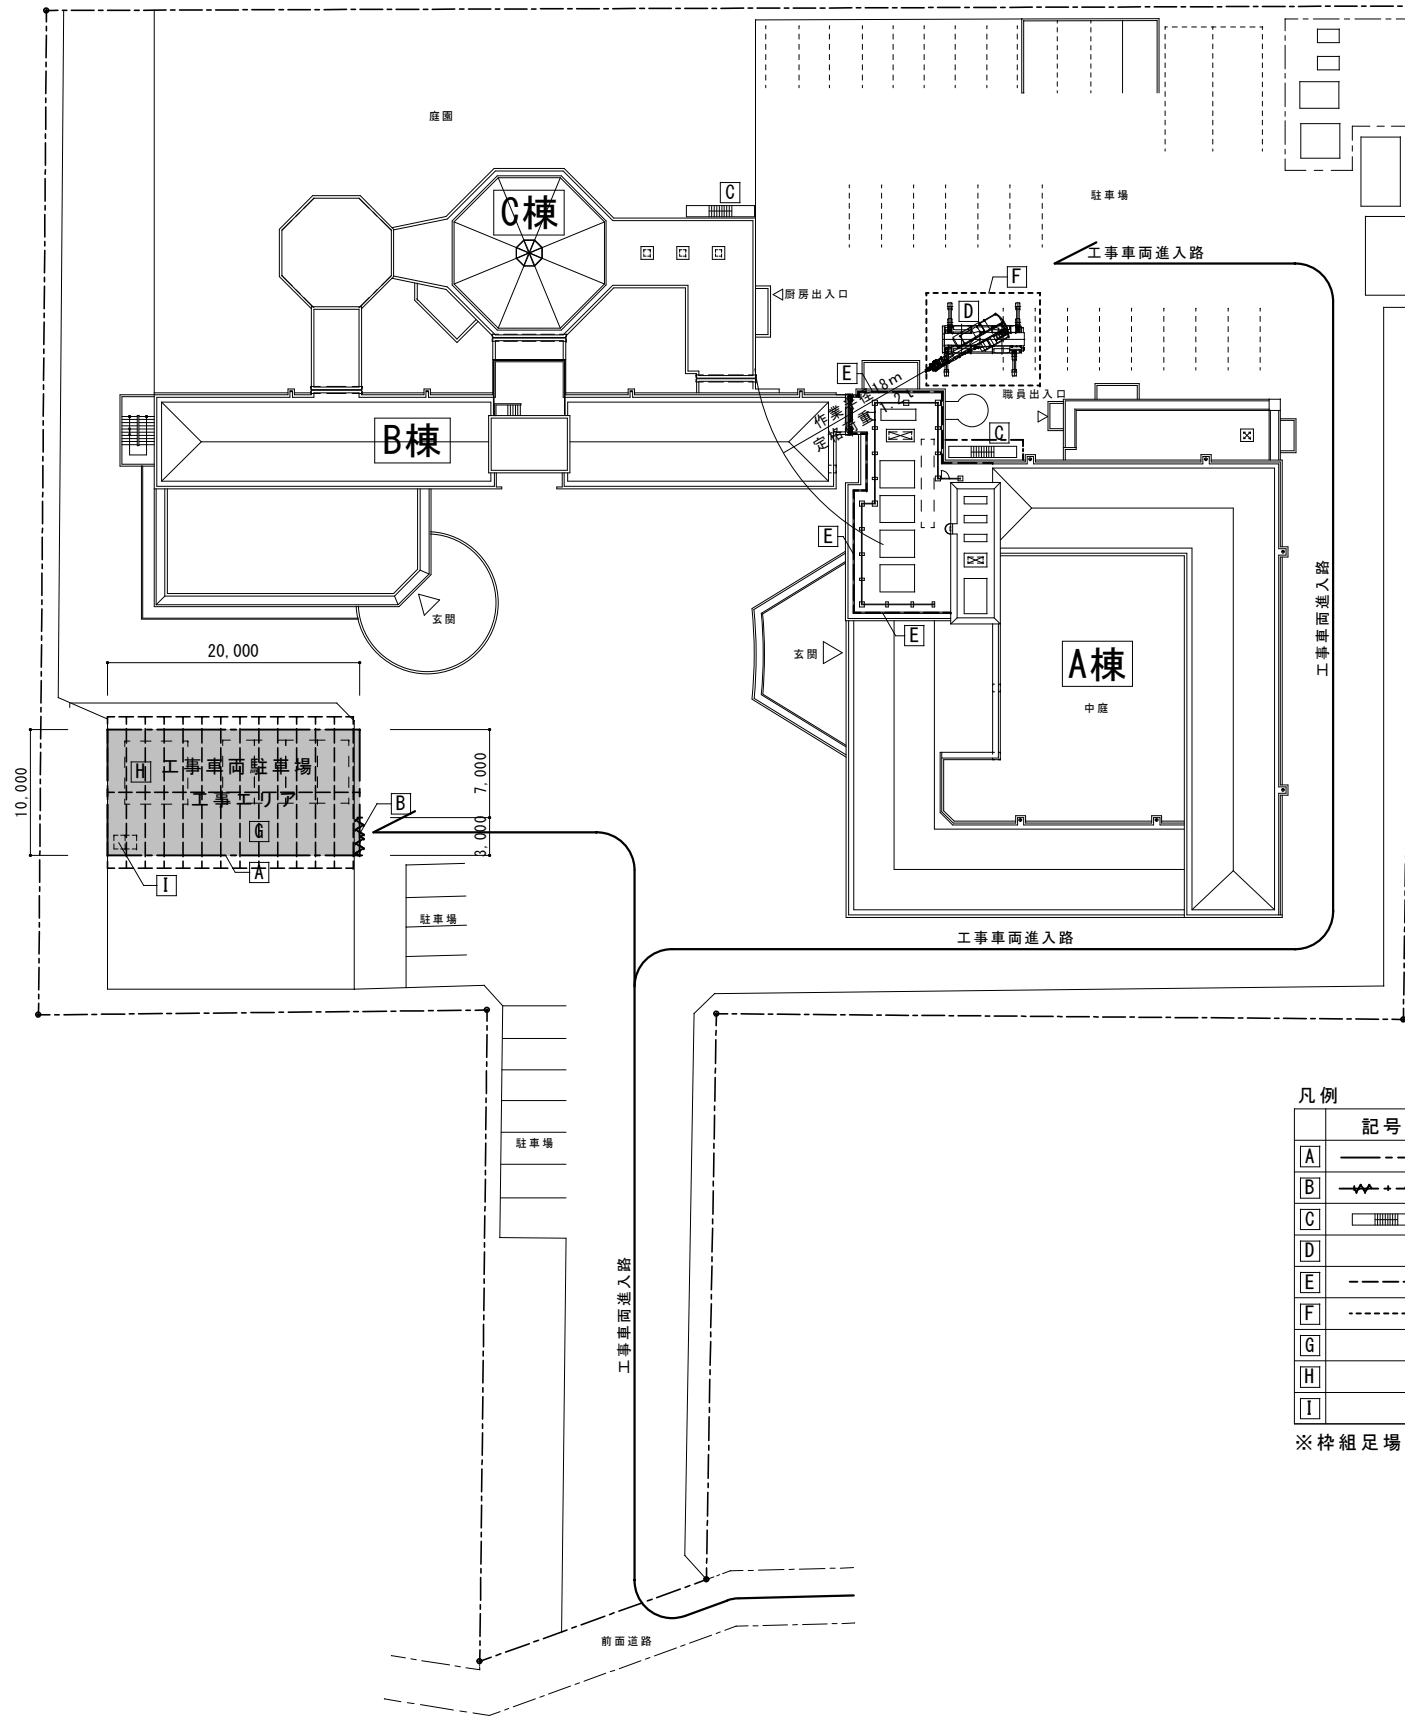 庭園
C
C棟
駐車場
工事車両進入路
F
厨房出入口
D
E
作業半径 18m
定格荷重 1.2t
職員出入口
C
B棟
E
工事車両進入路
玄関
E
玄関
A棟
中庭
20,000
10,000
7,000
3,000
H
工事車両駐車場
工事エリア
B
G
A
I
駐車場
工事車両進入路
駐車場
工事車両進入路
前面道路
凡例
記号
A
B
C
D
E
F
G
H
I
※枠組足場